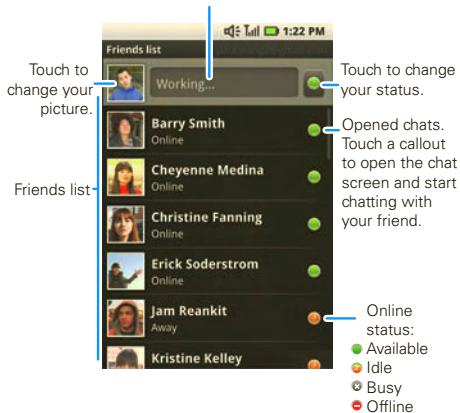 1:22 PM
Friends list
Touch to
change your
picture.
Working...
Touch to change
your status.
Barry Smith
Online
Opened chats.
Touch a callout
to open the chat
screen and start
chatting with
your friend.
Cheyenne Medina
Online
Friends list
Christine Fanning
Online
Erick Soderstrom
Online
Jam Reankit
Away
Online
status:
Available
Idle
Busy
Offline
Kristine Kelley